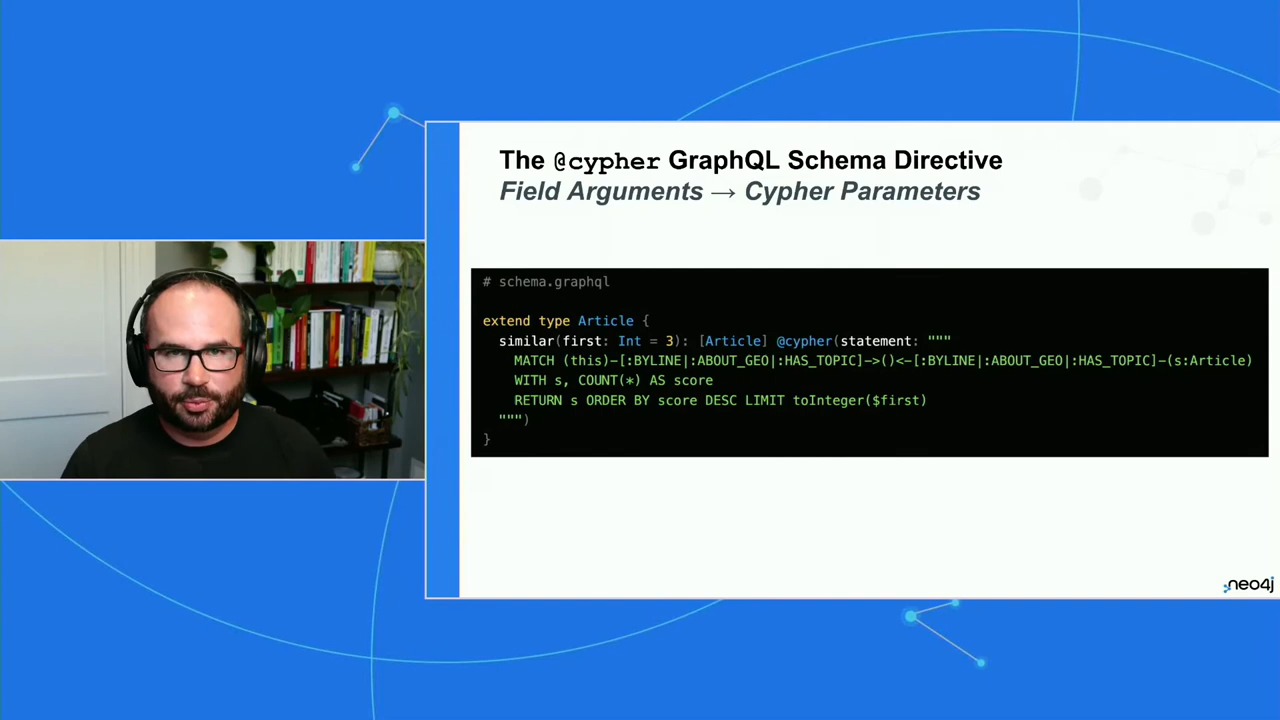 The @cypher GraphQL Schema Directive
Field Arguments → Cypher Parameters
# schema.graphql
extend type Article {
similar(first: Int = 3): [Article] @cypher(statement: """
MATCH (this)-[:BYLINE|:ABOUT_GEO|:HAS_TOPIC]->()<-[:BYLINE|:ABOUT_GEO|:HAS_TOPIC]-(s:Article)
WITH s, COUNT(*) AS score
RETURN s ORDER BY score DESC LIMIT toInteger($first)
""")
}
neo4j